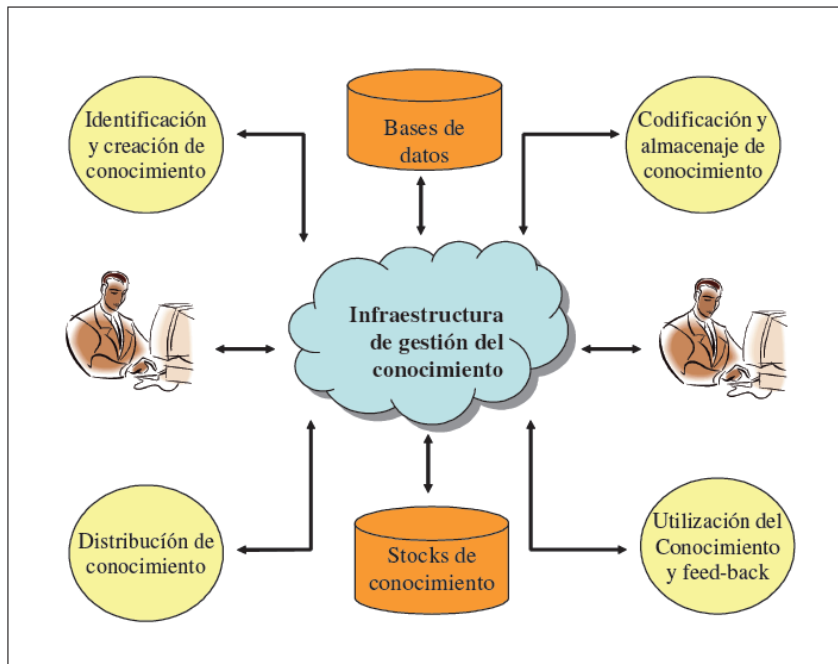 Identificación
y creación de
conocimiento
Bases de
datos
Codificación y
almacenaje de
conocimiento
Infraestructura
de gestión del
conocimiento
Distribucíón de
conocimiento
Stocks de
conocimiento
Utilización del
Conocimiento
y feed-back